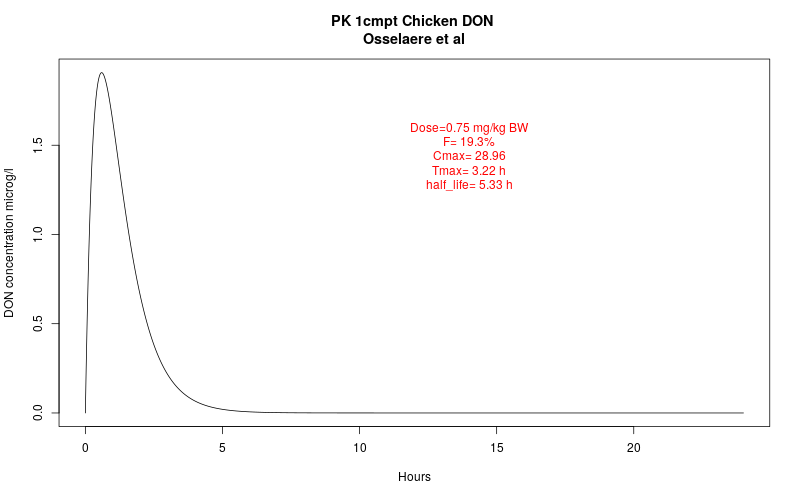 PK 1cmpt Chicken DON
Osselaere et al
Dose=0.75 mg/kg BW
F= 19.3%
Cmax= 28.96
Tmax= 3.22 h
half_life= 5.33 h
DON concentration microg/l
1.5
1.0
0.5
0.0
0 5 10 15 20
Hours